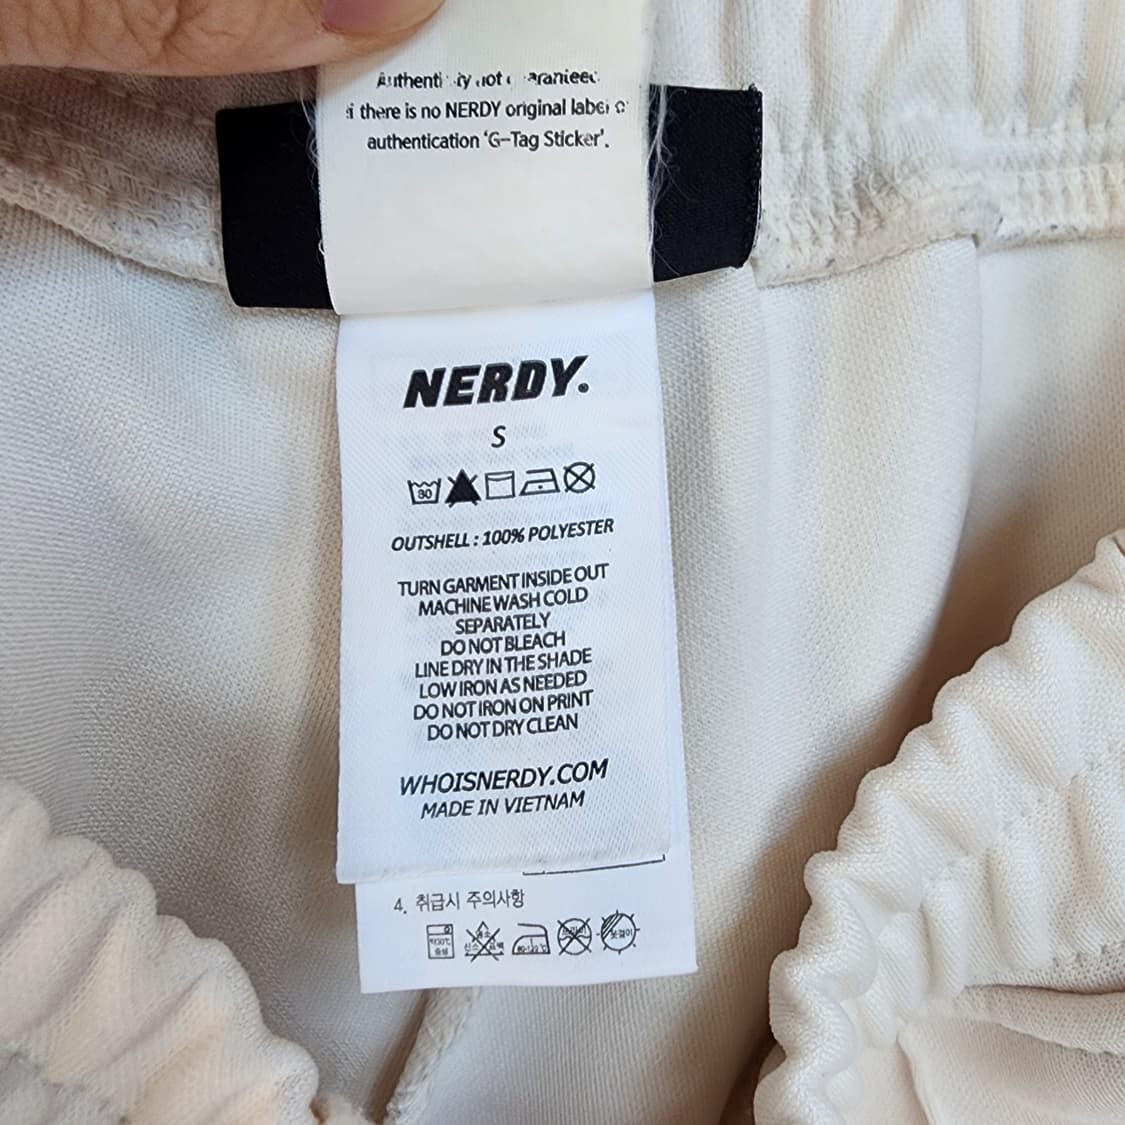 there is no NERDY original label
authentication 'G-Tag Sticker'.
NERDY.
S
30
OUTSHELL : 100% POLYESTER
TURN GARMENT INSIDE OUT
MACHINE WASH COLD
SEPARATELY
DO NOT BLEACH
LINE DRY IN THE SHADE
LOW IRON AS NEEDED
DO NOT IRON ON PRINT
DO NOT DRY CLEAN
WHOISNERDY.COM
MADE IN VIETNAM
4. 취급시 주의사항